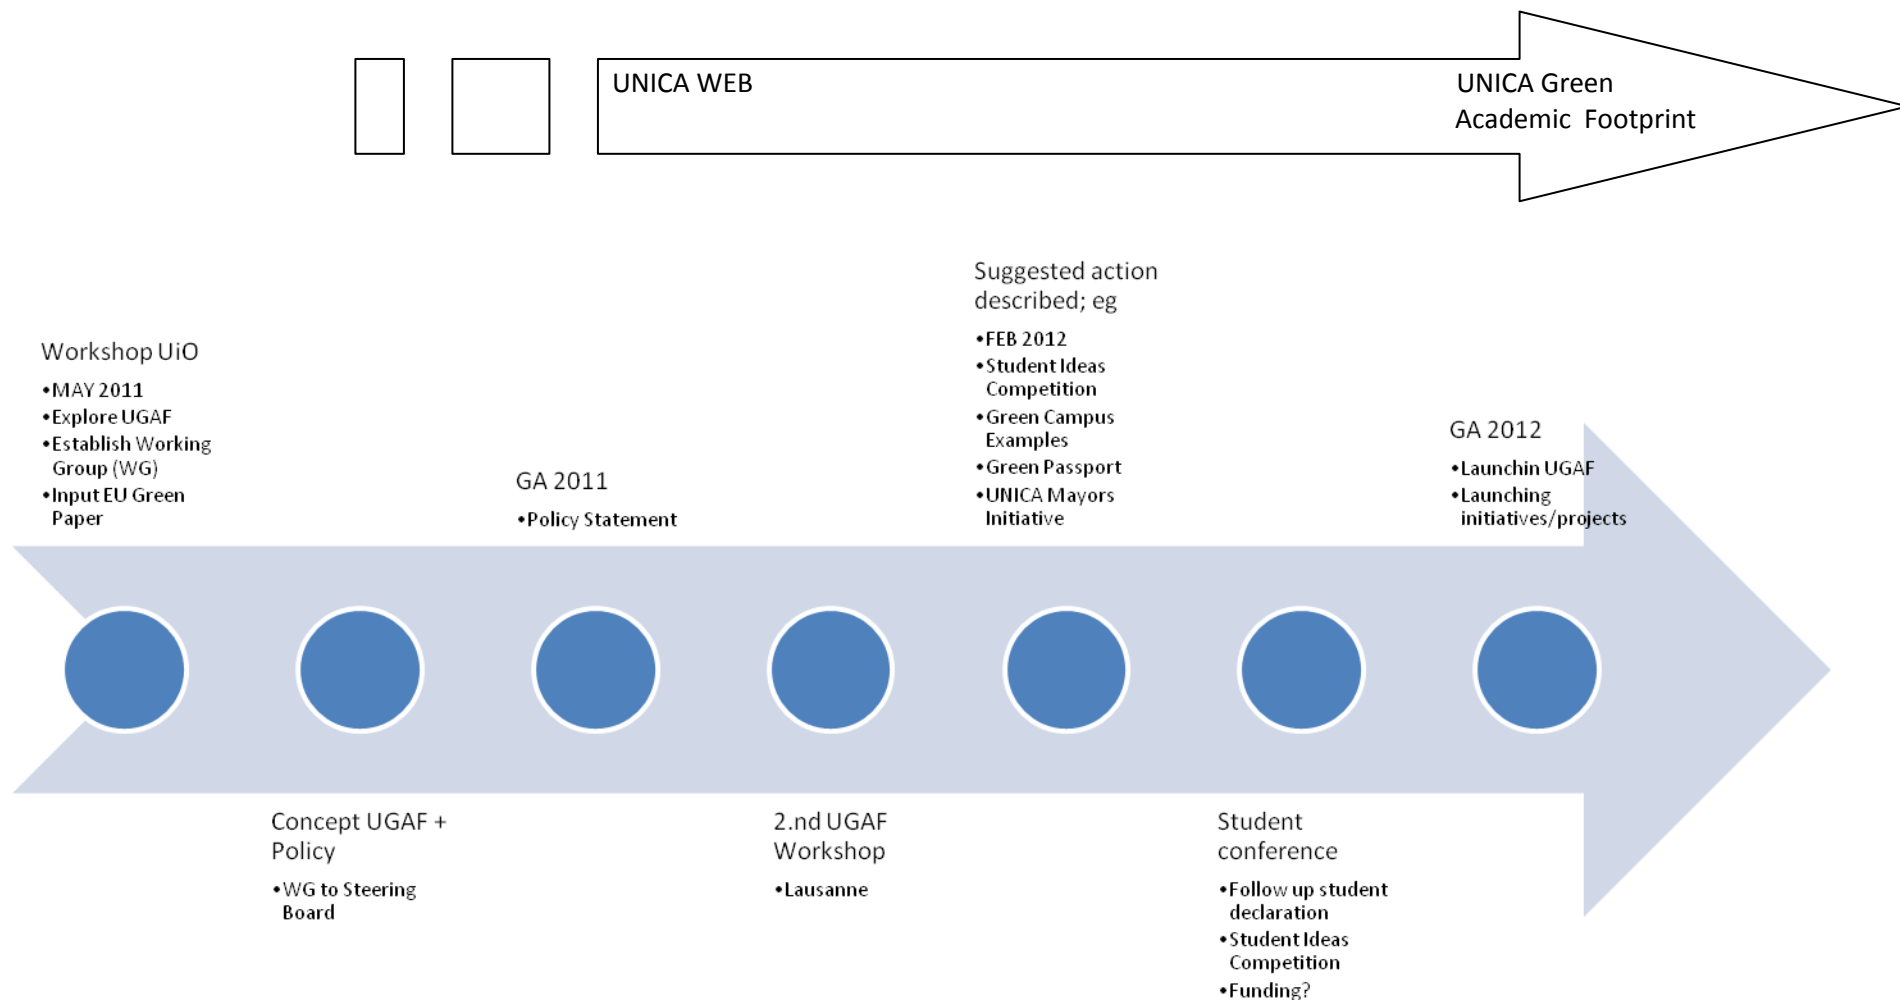 UNICA WEB
UNICA Green
Academic Footprint
Workshop UiO
•MAY 2011
•Explore UGAF
•Establish Working
Group (WG)
•Input EU Green
Paper
Concept UGAF +
Policy
•WG to Steering
Board
GA 2011
•Policy Statement
2.nd UGAF
Workshop
•Lausanne
Suggested action
described; eg
•FEB 2012
•Student Ideas
Competition
•Green Campus
Examples
•Green Passport
•UNICA Mayors
Initiative
Student
conference
•Follow up student
declaration
•Student Ideas
Competition
•Funding?
GA 2012
•Launchin UGAF
•Launching
initiatives/projects